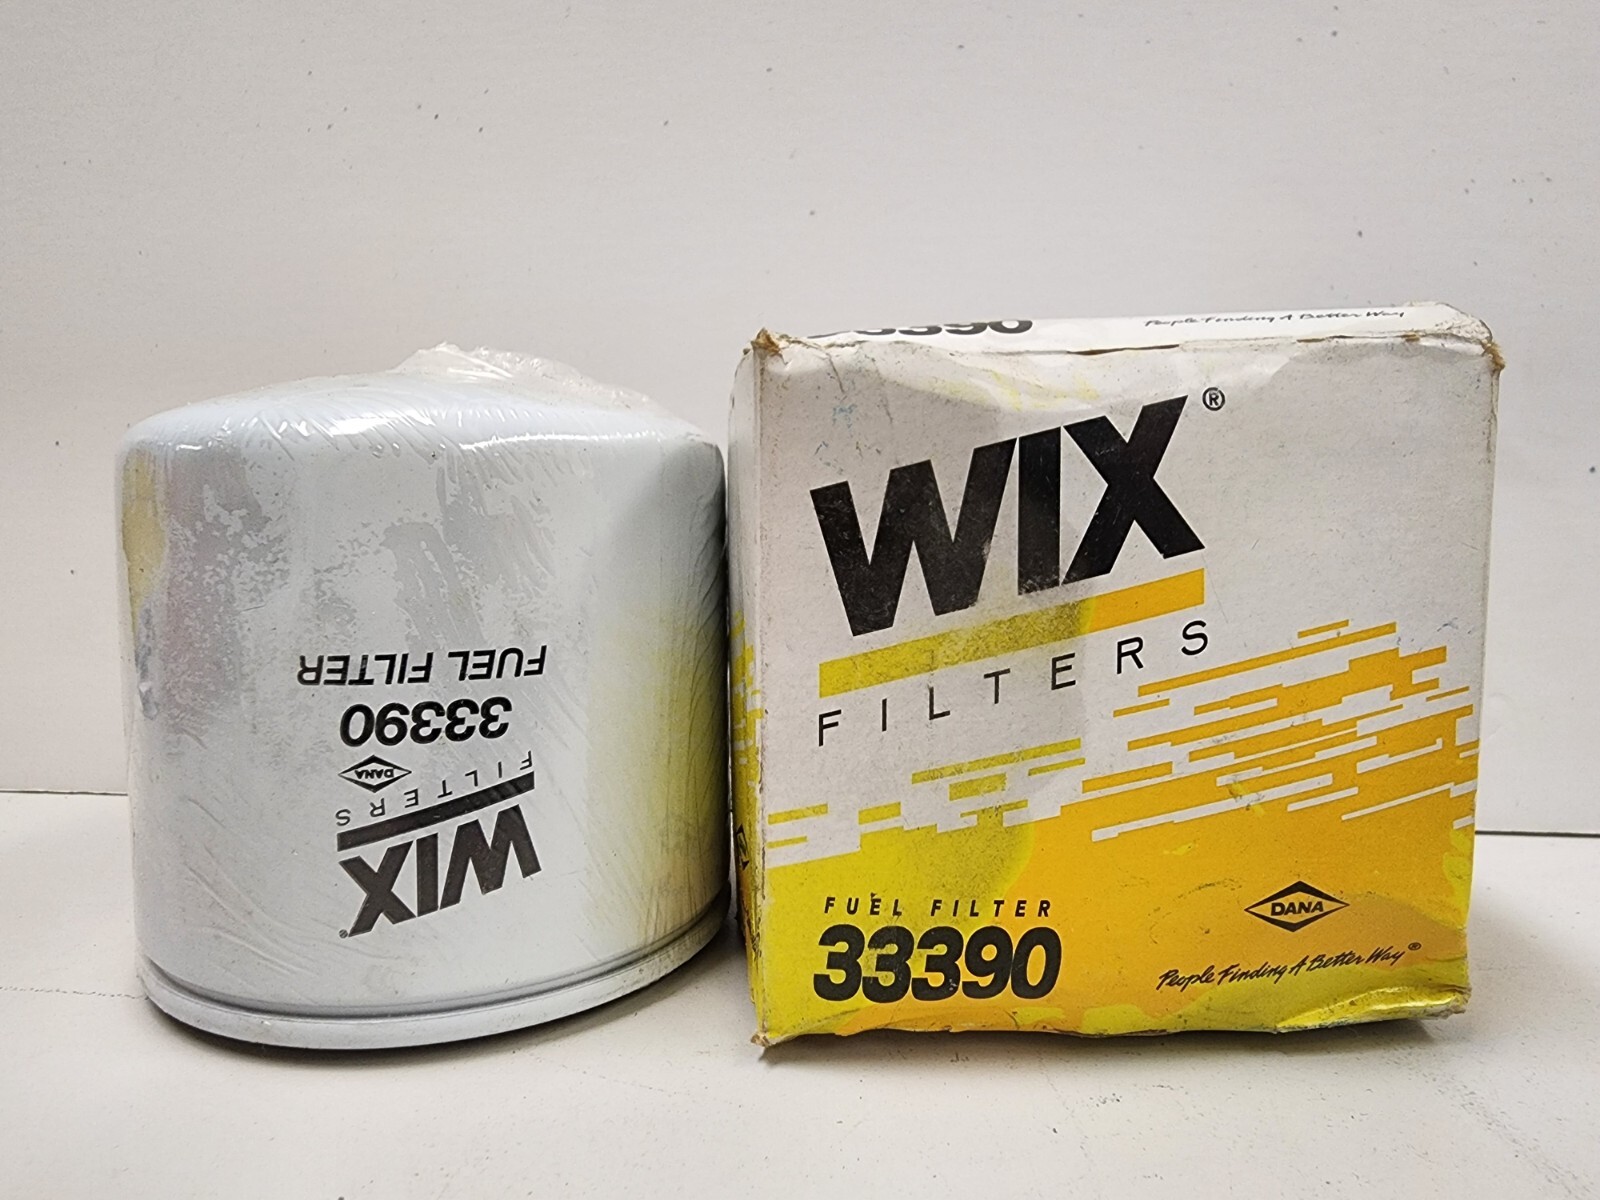 FUEL FILTER
33390
DANA
FILTERS
WIX®
33390
People Finding A Better Way
WIX®
FILTERS
FUEL FILTER
33390
DANA
People Finding A Better Way®